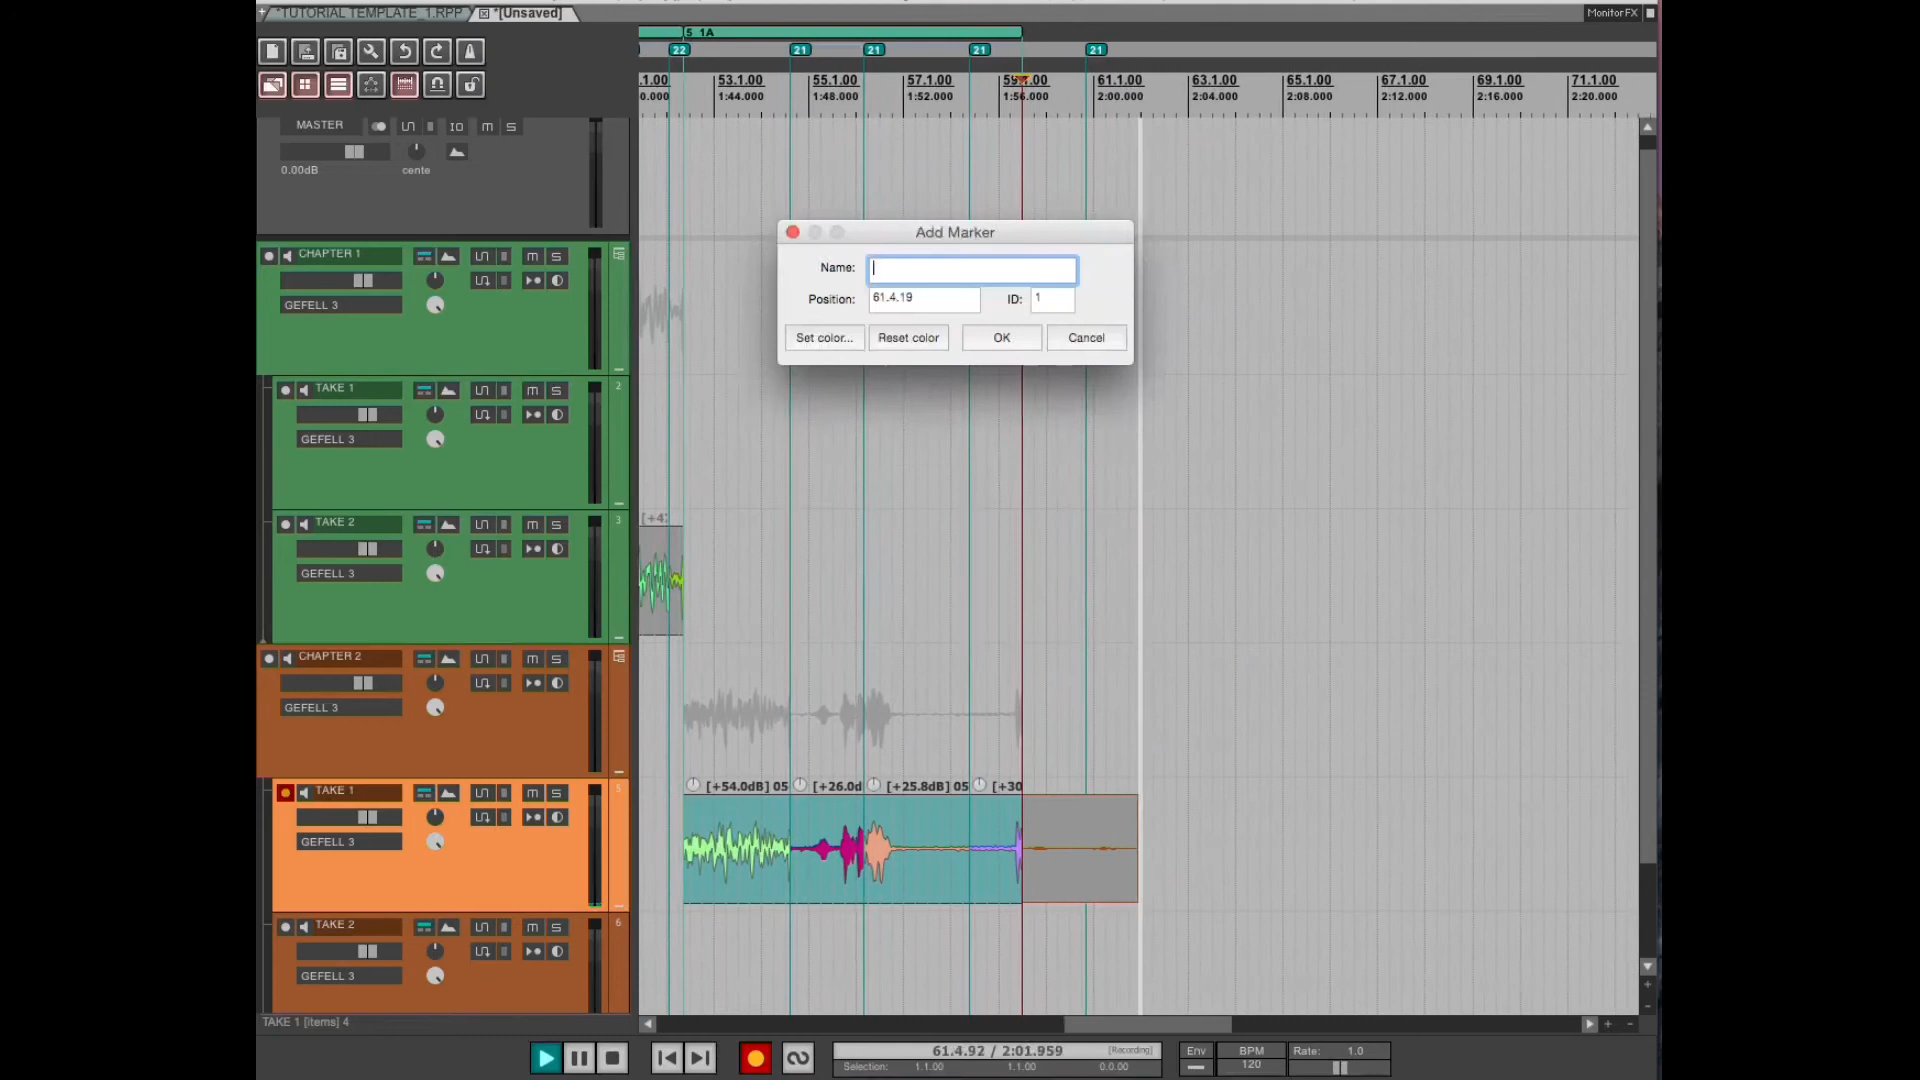 *TUTORIAL TEMPLATE_1.RPP
*[Unsaved]
MonitorFX
5 1A
22 21 21 21 21
.1.00 53.1.00 55.1.00 57.1.00 59.1.00 61.1.00 63.1.00 65.1.00 67.1.00 69.1.00 71.1.00
0.000 1:44.000 1:48.000 1:52.000 1:56.000 2:00.000 2:04.000 2:08.000 2:12.000 2:16.000 2:20.000
MASTER IO M S
0.00dB cente
Add Marker
Name:
Position: 61.4.19 ID: 1
Set color... Reset color OK Cancel
CHAPTER 1 M S
GEFELL 3
TAKE 1 M S 2
GEFELL 3
TAKE 2 M S 3
GEFELL 3
CHAPTER 2 M S
GEFELL 3
[+54.0dB] 05 [+26.0d [+25.8dB] 05 [+30
TAKE 1 M S 5
GEFELL 3
TAKE 2 M S 6
GEFELL 3
TAKE 1 [items] 4
61.4.92 / 2:01.959 [Recording]
Selection: 1.1.00 1.1.00 0.0.00
Env BPM Rate: 1.0
120